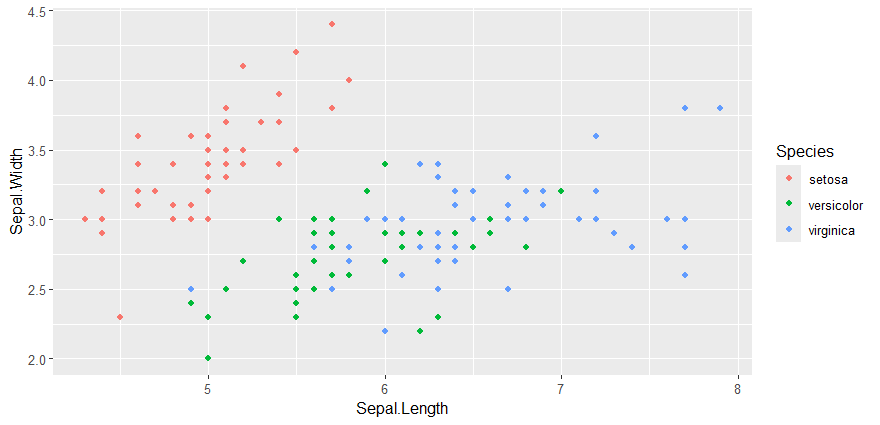 4.5
4.0
3.5
3.0
2.5
2.0
Sepal.Width
5 6 7 8
Sepal.Length
Species
setosa
versicolor
virginica